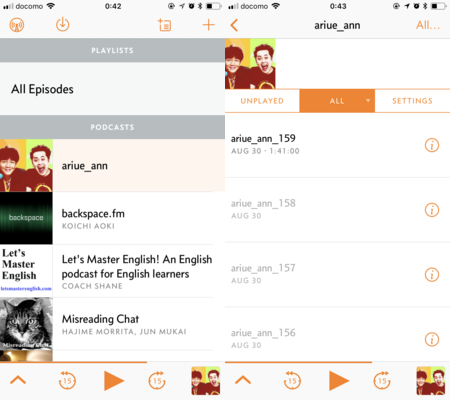 docomo 0:42
PLAYLISTS
All Episodes
PODCASTS
ariue_ann
backspace
backspace.fm
KOICHI AOKI
Let's
Master
English
letsmasterenglish.com
Let's Master English! An English
podcast for English learners
COACH SHANE
Misreading Chat
Misreading Chat
HAJIME MORRITA, JUN MUKAI
15
15
docomo 0:43
ariue_ann
All...
UNPLAYED
ALL
SETTINGS
ariue_ann_159
AUG 30 · 1:41:00
ariue_ann_158
AUG 30
ariue_ann_157
AUG 30
ariue_ann_156
AUG 30
15
15